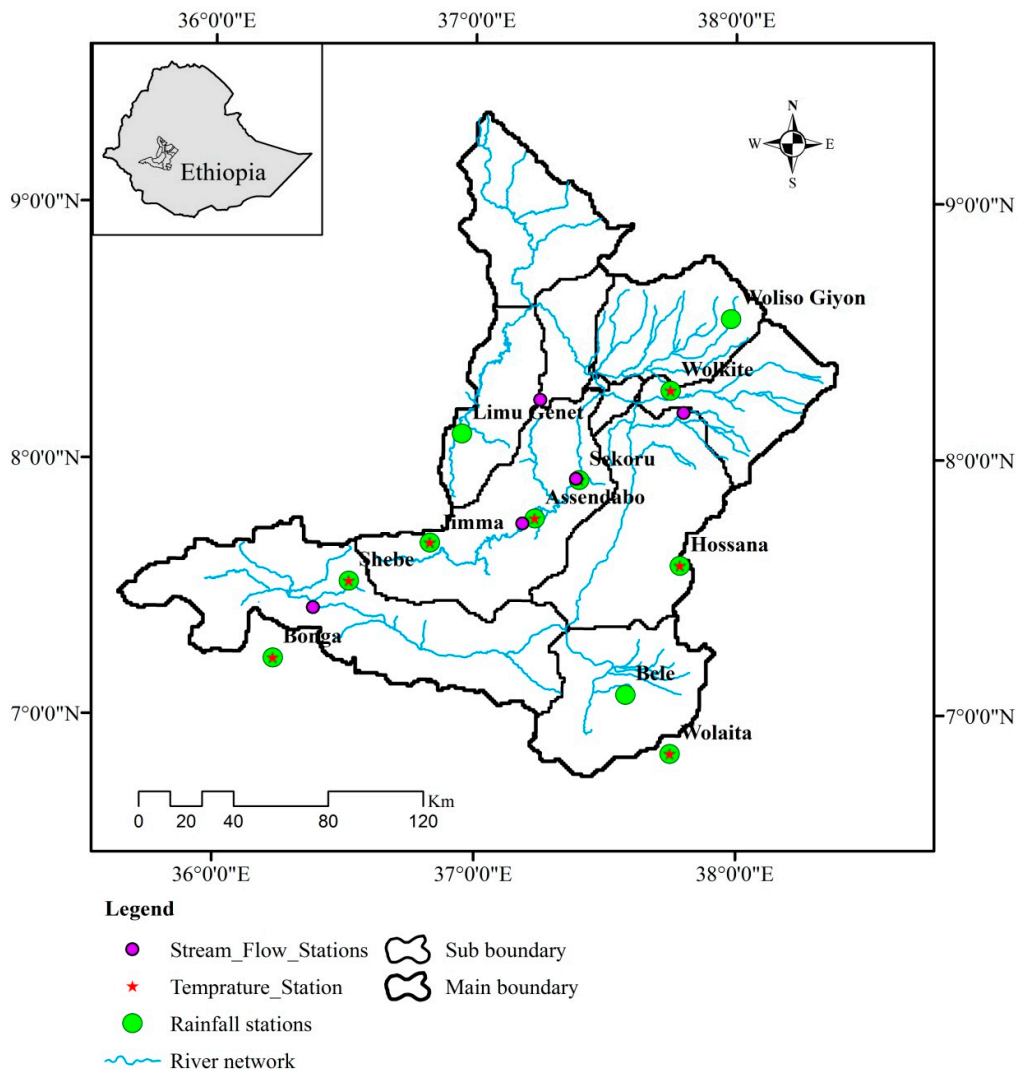 36°0'0"E 37°0'0"E 38°0'0"E
N
W E
S
Ethiopia
9°0'0"N 9°0'0"N
Woliso Giyon
Wolkite
Limu Genet
8°0'0"N 8°0'0"N
Sekoru
Assendabo
Jimma
Hossana
Shebe
Bonga
Bele
7°0'0"N 7°0'0"N
Wolaita
Km
0 20 40 80 120
36°0'0"E 37°0'0"E 38°0'0"E
Legend
Stream_Flow_Stations Sub boundary
Temprature_Station Main boundary
Rainfall stations
River network